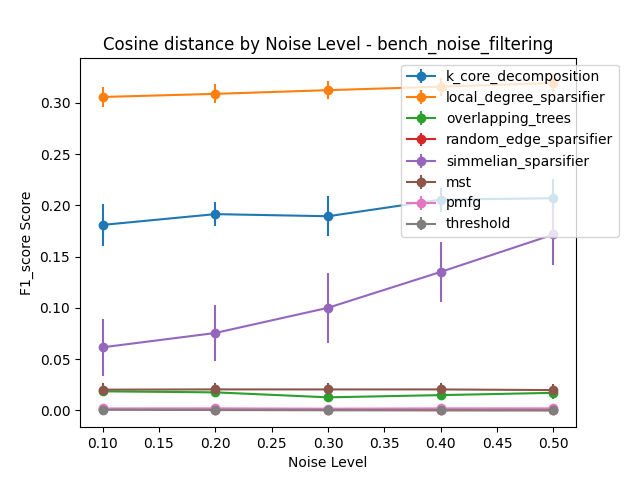 Cosine distance by Noise Level - bench_noise_filtering
F1_score Score
0.30
0.25
0.20
0.15
0.10
0.05
0.00
k_core_decomposition
local_degree_sparsifier
overlapping_trees
random_edge_sparsifier
simmelian_sparsifier
mst
pmfg
threshold
0.10 0.15 0.20 0.25 0.30 0.35 0.40 0.45 0.50
Noise Level